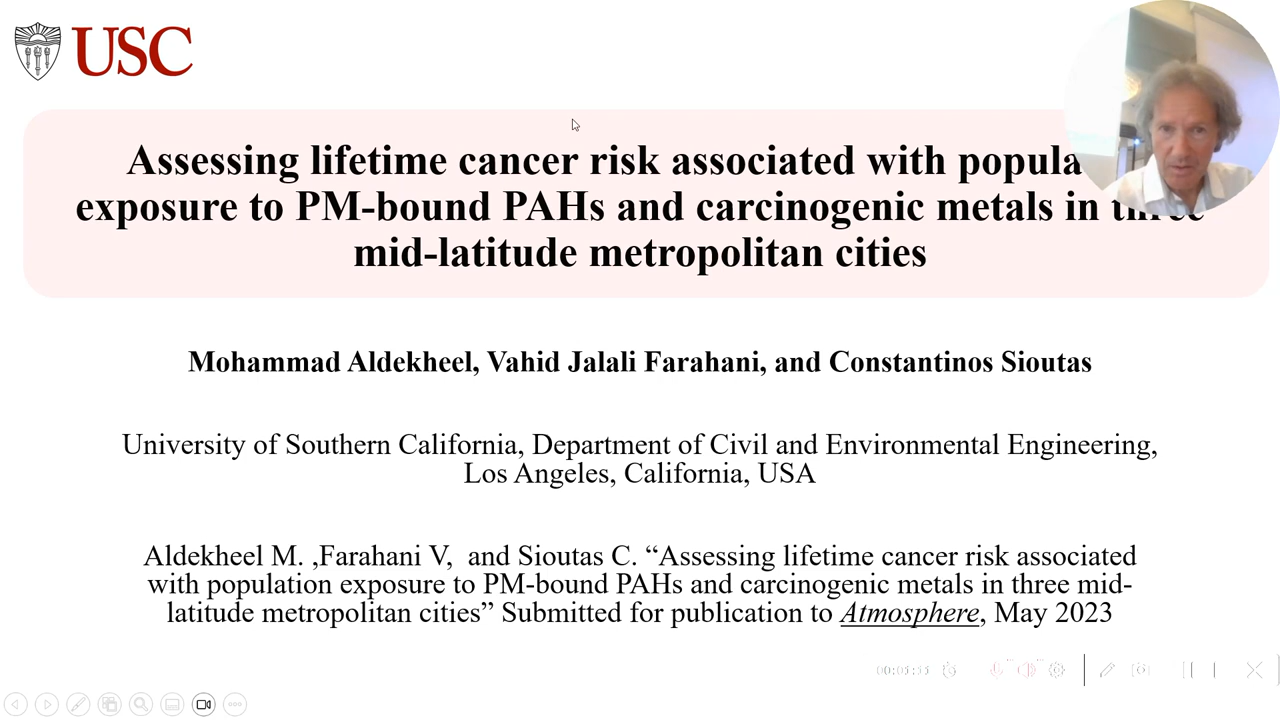 USC
Assessing lifetime cancer risk associated with popula
exposure to PM-bound PAHs and carcinogenic metals in three
mid-latitude metropolitan cities
Mohammad Aldekheel, Vahid Jalali Farahani, and Constantinos Sioutas
University of Southern California, Department of Civil and Environmental Engineering,
Los Angeles, California, USA
Aldekheel M. ,Farahani V,  and Sioutas C. “Assessing lifetime cancer risk associated
with population exposure to PM-bound PAHs and carcinogenic metals in three mid-
latitude metropolitan cities” Submitted for publication to Atmosphere, May 2023